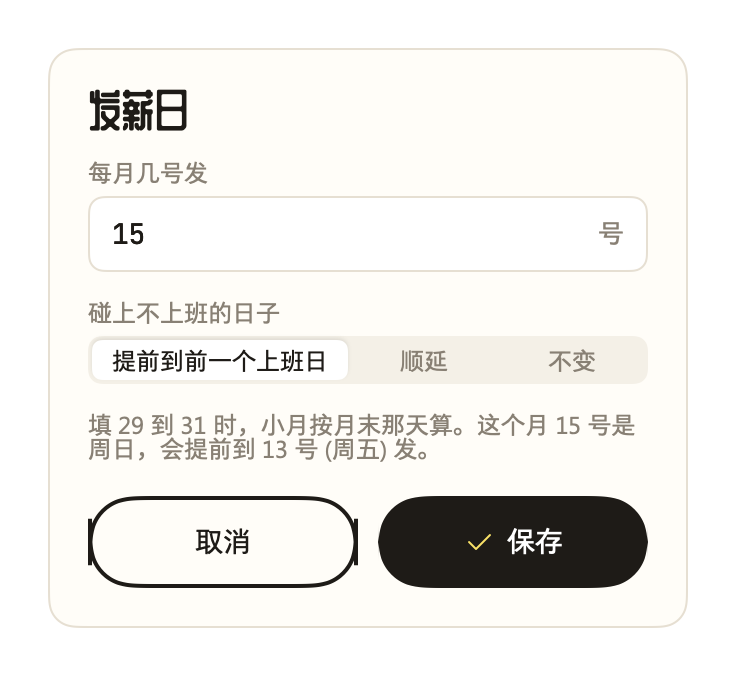 发薪日
每月几号发
15 号
碰上不上班的日子
提前到前一个上班日 顺延 不变
填 29 到 31 时，小月按月末那天算。这个月 15 号是
周日，会提前到 13 号 (周五) 发。
取消 保存